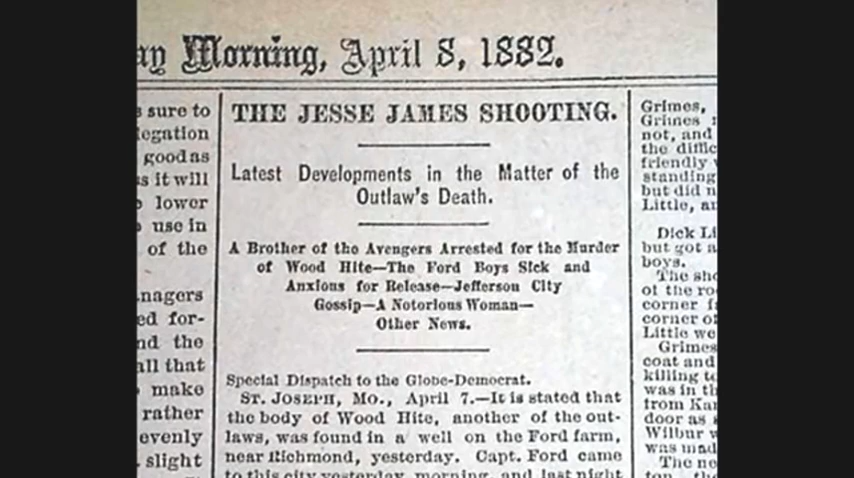 ay Morning, April 8, 1882.
sure to
legation
good as
s it will
lower
use in
of the
nagers
ed for-
nd the
all that
make
rather
evenly
slight
THE JESSE JAMES SHOOTING.
Latest Developments in the Matter of the
Outlaw's Death.
A Brother of the Avengers Arrested for the Murder
of Wood Hite—The Ford Boys Sick and
Anxious for Release—Jefferson City
Gossip—A Notorious Woman—
Other News.
Special Dispatch to the Globe-Democrat.
ST. JOSEPH, MO., April 7.—It is stated that
the body of Wood Hite, another of the out-
laws, was found in a well on the Ford farm,
near Richmond, yesterday. Capt. Ford came
to this city yesterday morning, and last night
Grimes,
Grimes
not, and
the diffic
friendly
standing
but did n
Little, an
Dick Li
but got a
boys.
The sho
of the ro
corner f
corner of
Little we
Grimes
coat and
killing to
was in th
from Kan
door as
Wilbur w
was mad
The ne